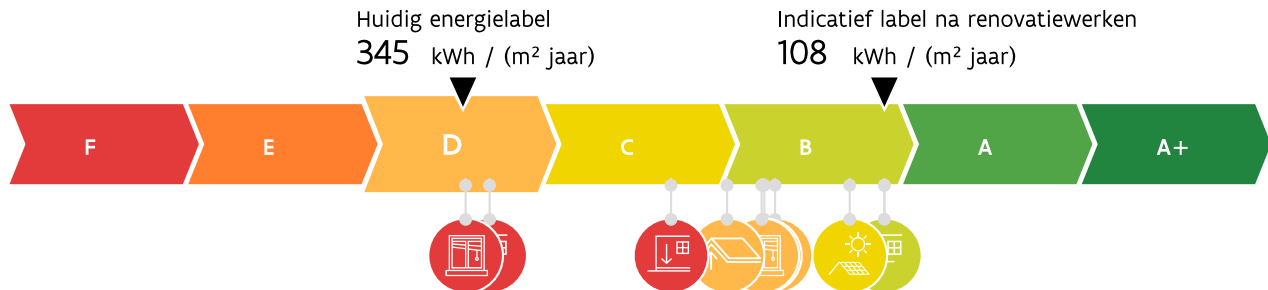 Huidig energielabel
345 kWh / (m² jaar)
Indicatief label na renovatiewerken
108 kWh / (m² jaar)
F
E
D
C
B
A
A+